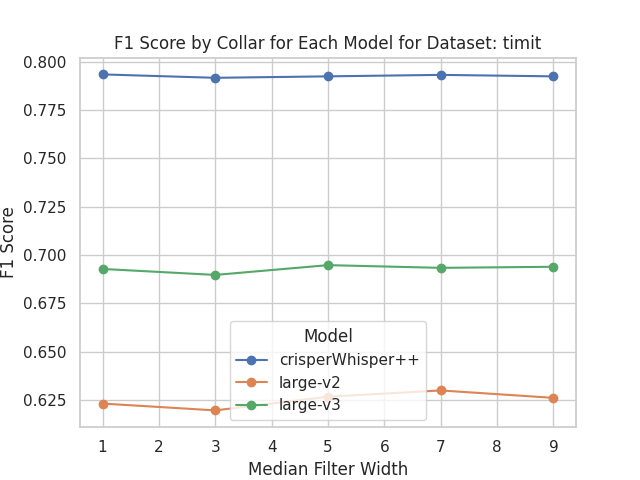 F1 Score by Collar for Each Model for Dataset: timit
F1 Score
0.800
0.775
0.750
0.725
0.700
0.675
0.650
0.625
Model
crisperWhisper++
large-v2
large-v3
1 2 3 4 5 6 7 8 9
Median Filter Width